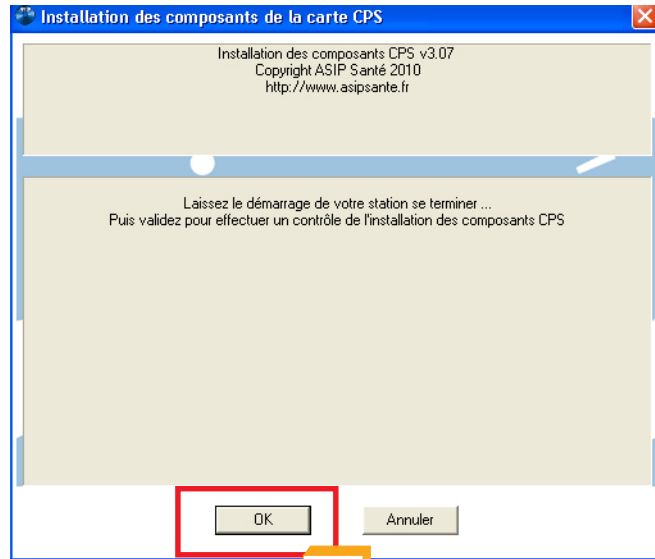 Installation des composants de la carte CPS
Installation des composants CPS v3.07
Copyright ASIP Santé 2010
http://www.asipsante.fr
Laissez le démarrage de votre station se terminer ...
Puis validez pour effectuer un contrôle de l'installation des composants CPS
OK
Annuler